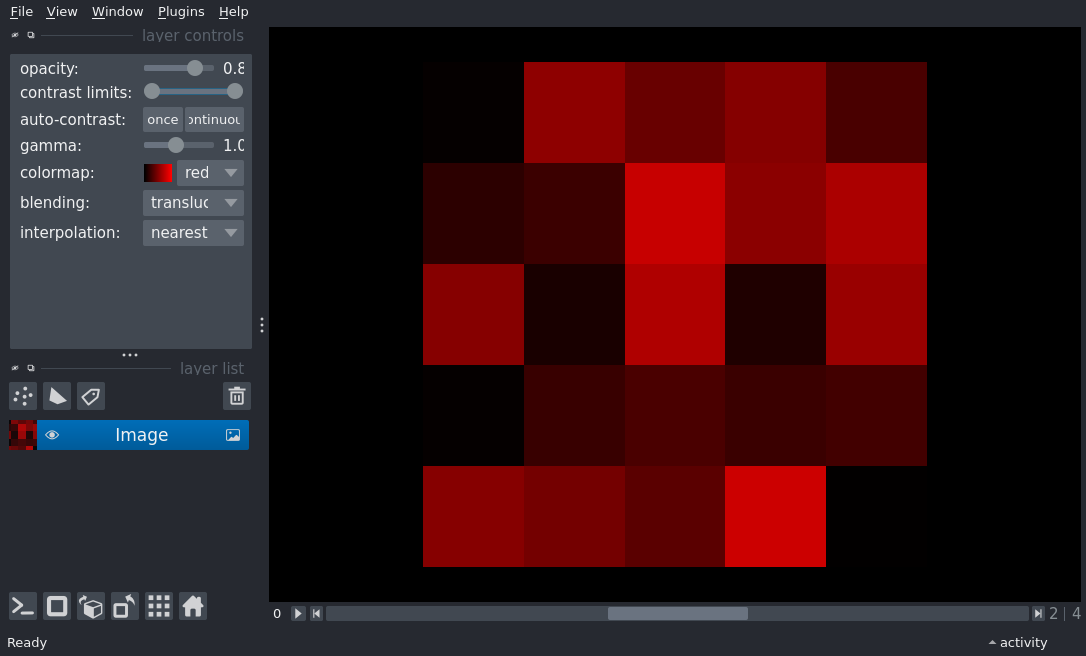 File View Window Plugins Help
layer controls
opacity: 0.8
contrast limits:
auto-contrast: once ontinuou
gamma: 1.0
colormap: red
blending: transluc
interpolation: nearest
layer list
Image
0 2 | 4
Ready activity